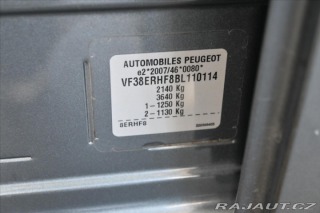 AUTOMOBILES PEUGEOT
e2*2007/46*0080*
VF38ERHF8BL110114
2140 Kg
3640 Kg
1-1250 Kg
2-1130 Kg
8ERHF8
RAJAUT.CZ